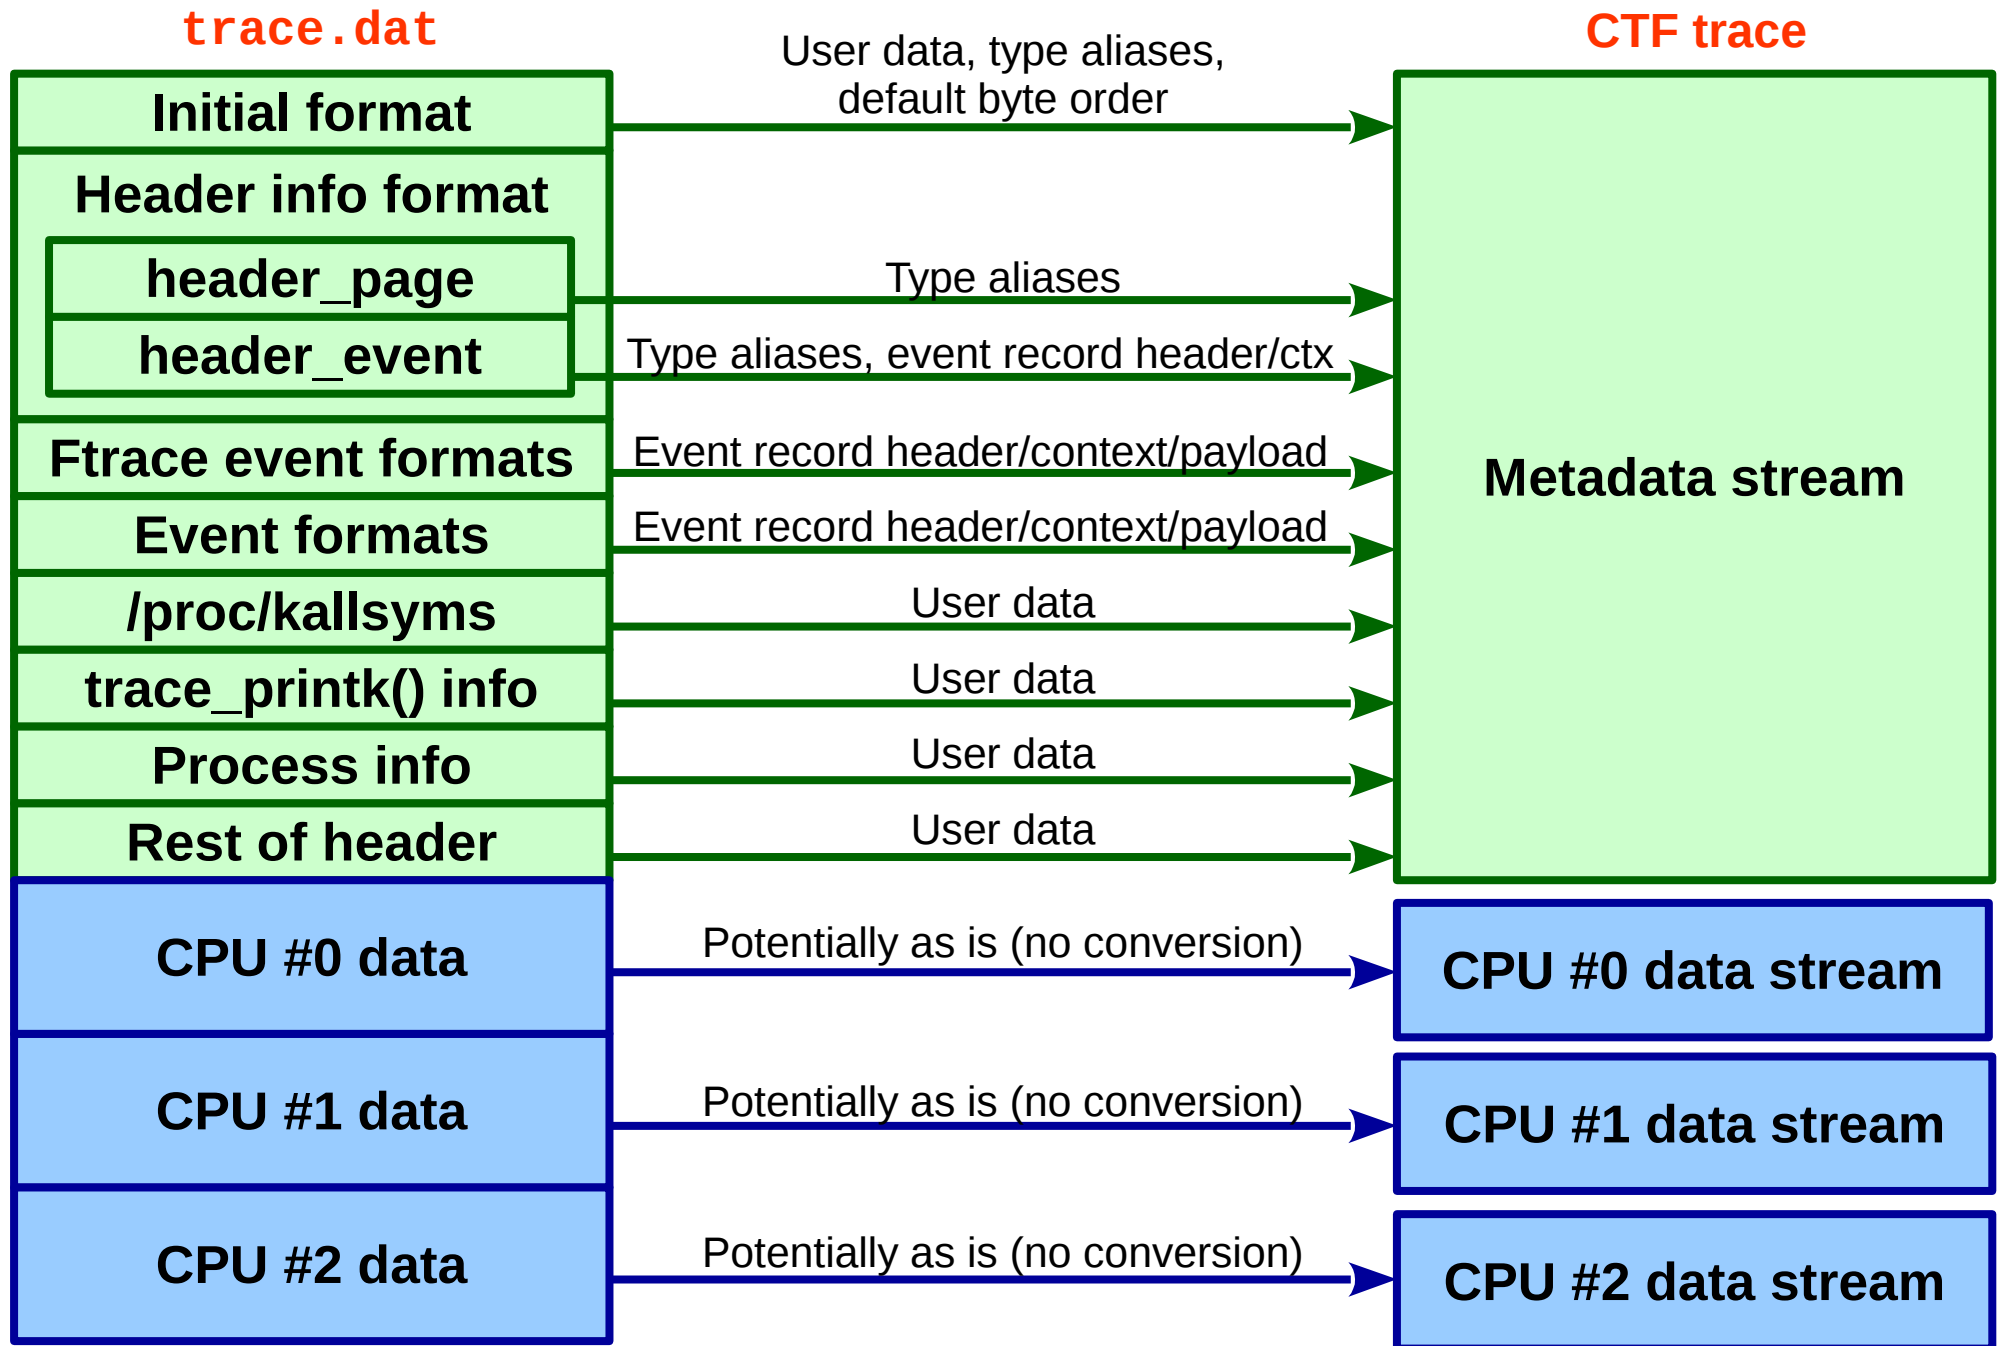 trace.dat
CTF trace
User data, type aliases,
default byte order
Initial format
Header info format
header_page
Type aliases
header_event
Type aliases, event record header/ctx
Ftrace event formats
Event record header/context/payload
Metadata stream
Event formats
Event record header/context/payload
/proc/kallsyms
User data
trace_printk() info
User data
Process info
User data
Rest of header
User data
CPU #0 data
Potentially as is (no conversion)
CPU #0 data stream
CPU #1 data
Potentially as is (no conversion)
CPU #1 data stream
CPU #2 data
Potentially as is (no conversion)
CPU #2 data stream